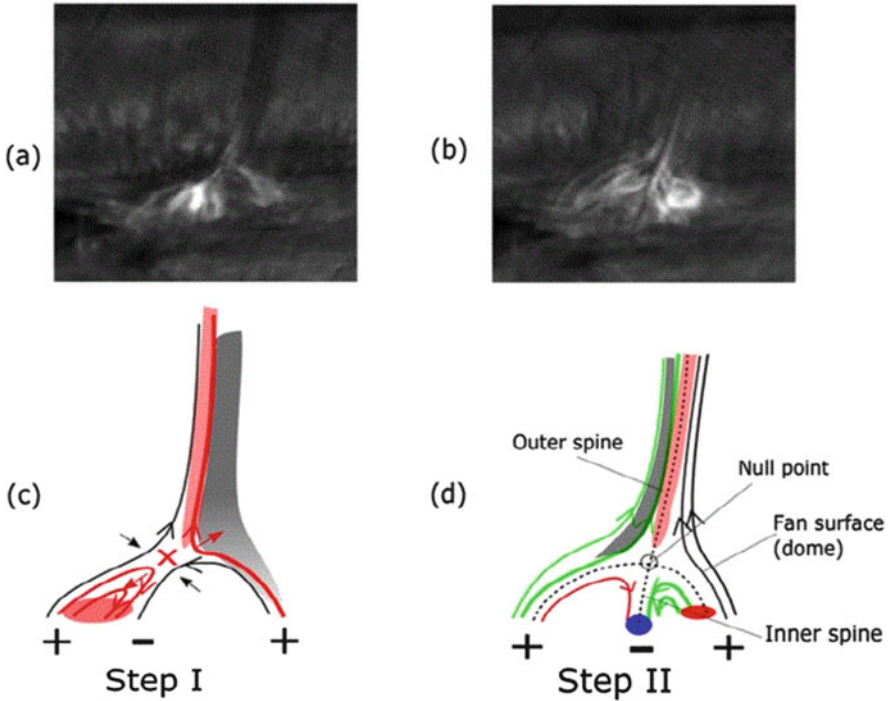 (a)
(b)
(c)
(d)
Outer spine
Null point
Fan surface
(dome)
Inner spine
+ - +
+ - +
Step I
Step II